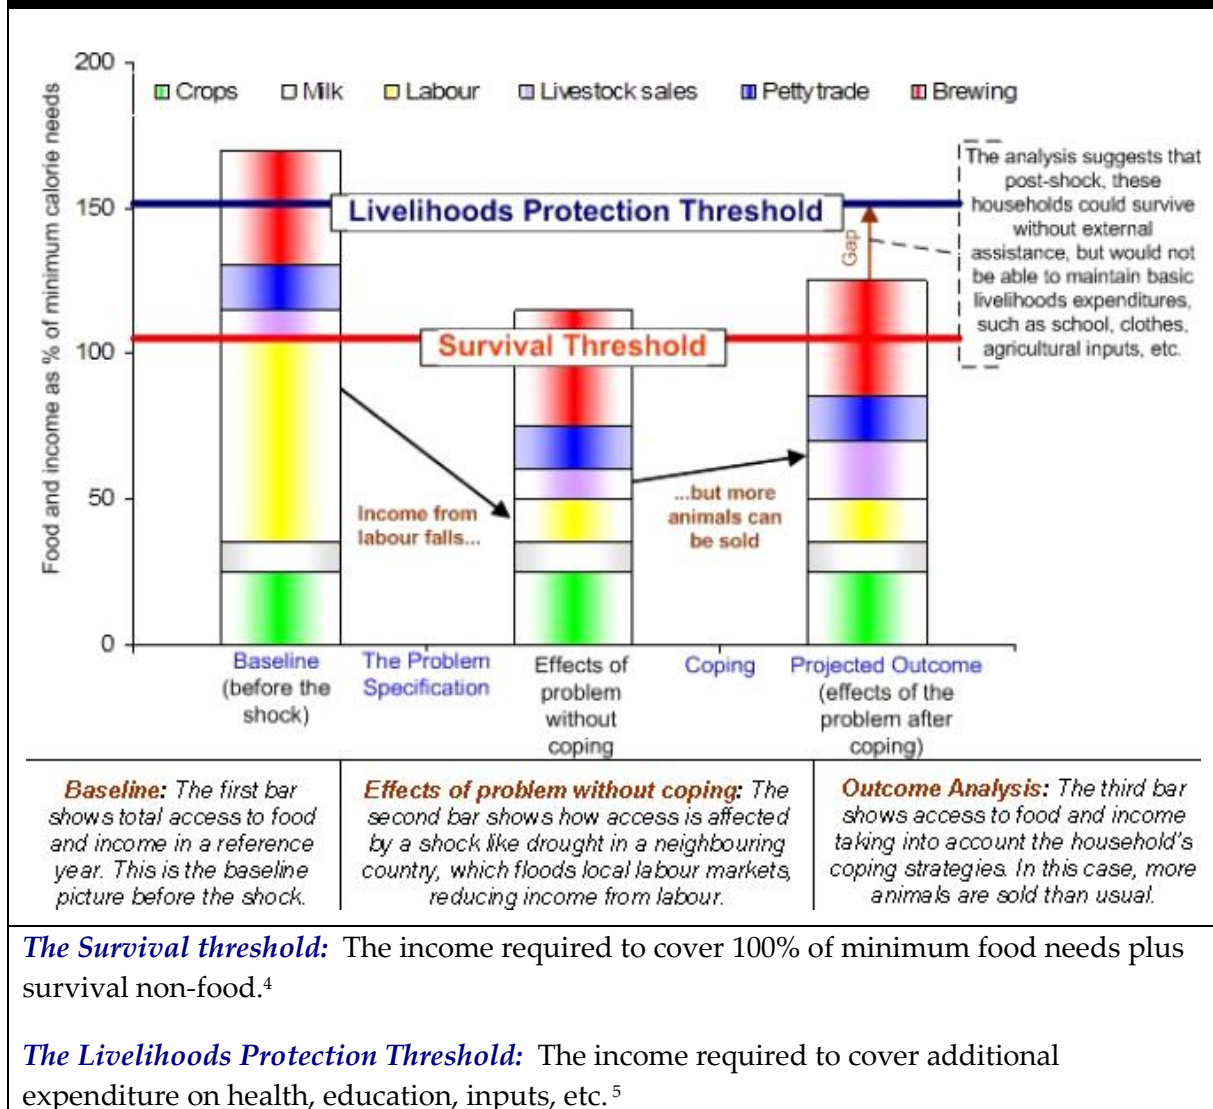 200
Crops Milk Labour Livestock sales Petty trade Brewing
Food and income as % of minimum calorie needs
150
100
50
0
Livelihoods Protection Threshold
Survival Threshold
Gap
The analysis suggests that
post-shock, these
households could survive
without external
assistance, but would not
be able to maintain basic
livelihoods expenditures,
such as school, clothes,
agricultural inputs, etc.
Income from
labour falls...
...but more
animals can
be sold
Baseline
(before the
shock)
The Problem
Specification
Effects of
problem
without
coping
Coping
Projected Outcome
(effects of the
problem after
coping)
Baseline: The first bar
shows total access to food
and income in a reference
year. This is the baseline
picture before the shock.
Effects of problem without coping: The
second bar shows how access is affected
by a shock like drought in a neighbouring
country, which floods local labour markets,
reducing income from labour.
Outcome Analysis: The third bar
shows access to food and income
taking into account the household's
coping strategies. In this case, more
animals are sold than usual.
The Survival threshold: The income required to cover 100% of minimum food needs plus
survival non-food.⁴
The Livelihoods Protection Threshold: The income required to cover additional
expenditure on health, education, inputs, etc. ⁵